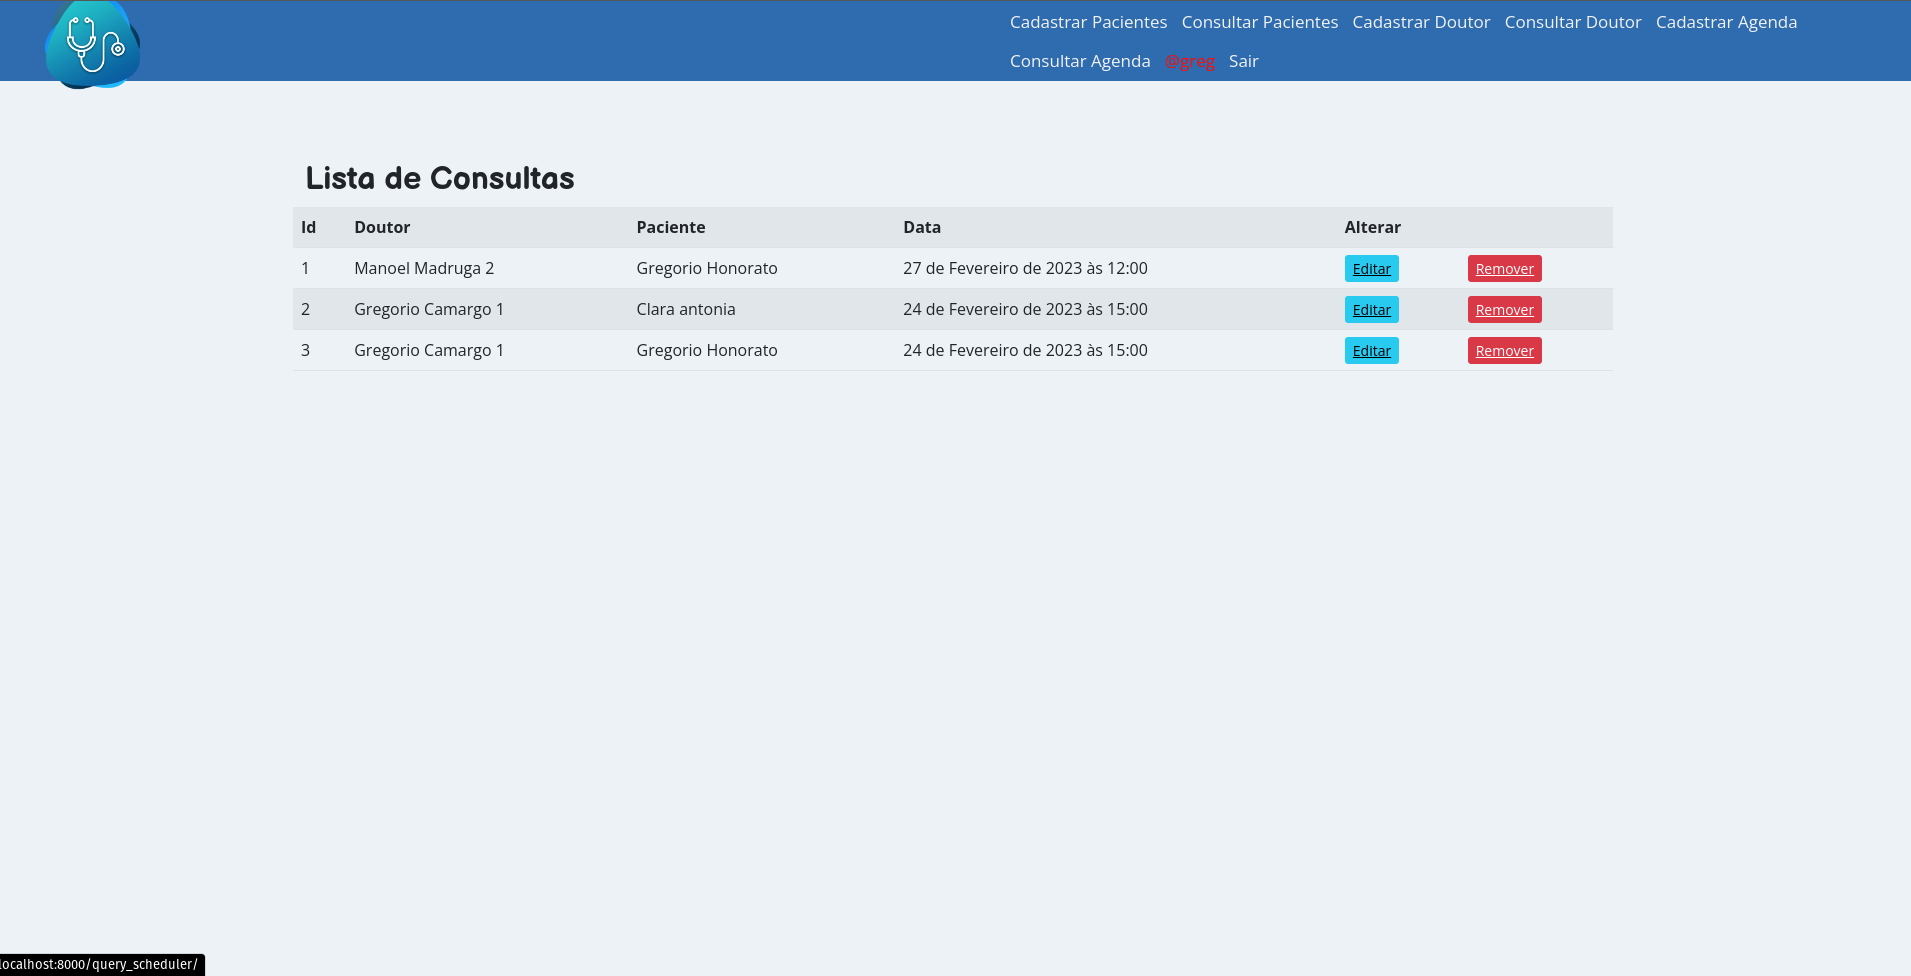 Cadastrar Pacientes Consultar Pacientes Cadastrar Doutor Consultar Doutor Cadastrar Agenda
Consultar Agenda @greg Sair
Lista de Consultas
Id Doutor Paciente Data Alterar
1 Manoel Madruga 2 Gregorio Honorato 27 de Fevereiro de 2023 às 12:00 Editar Remover
2 Gregorio Camargo 1 Clara antonia 24 de Fevereiro de 2023 às 15:00 Editar Remover
3 Gregorio Camargo 1 Gregorio Honorato 24 de Fevereiro de 2023 às 15:00 Editar Remover
localhost:8000/query_scheduler/